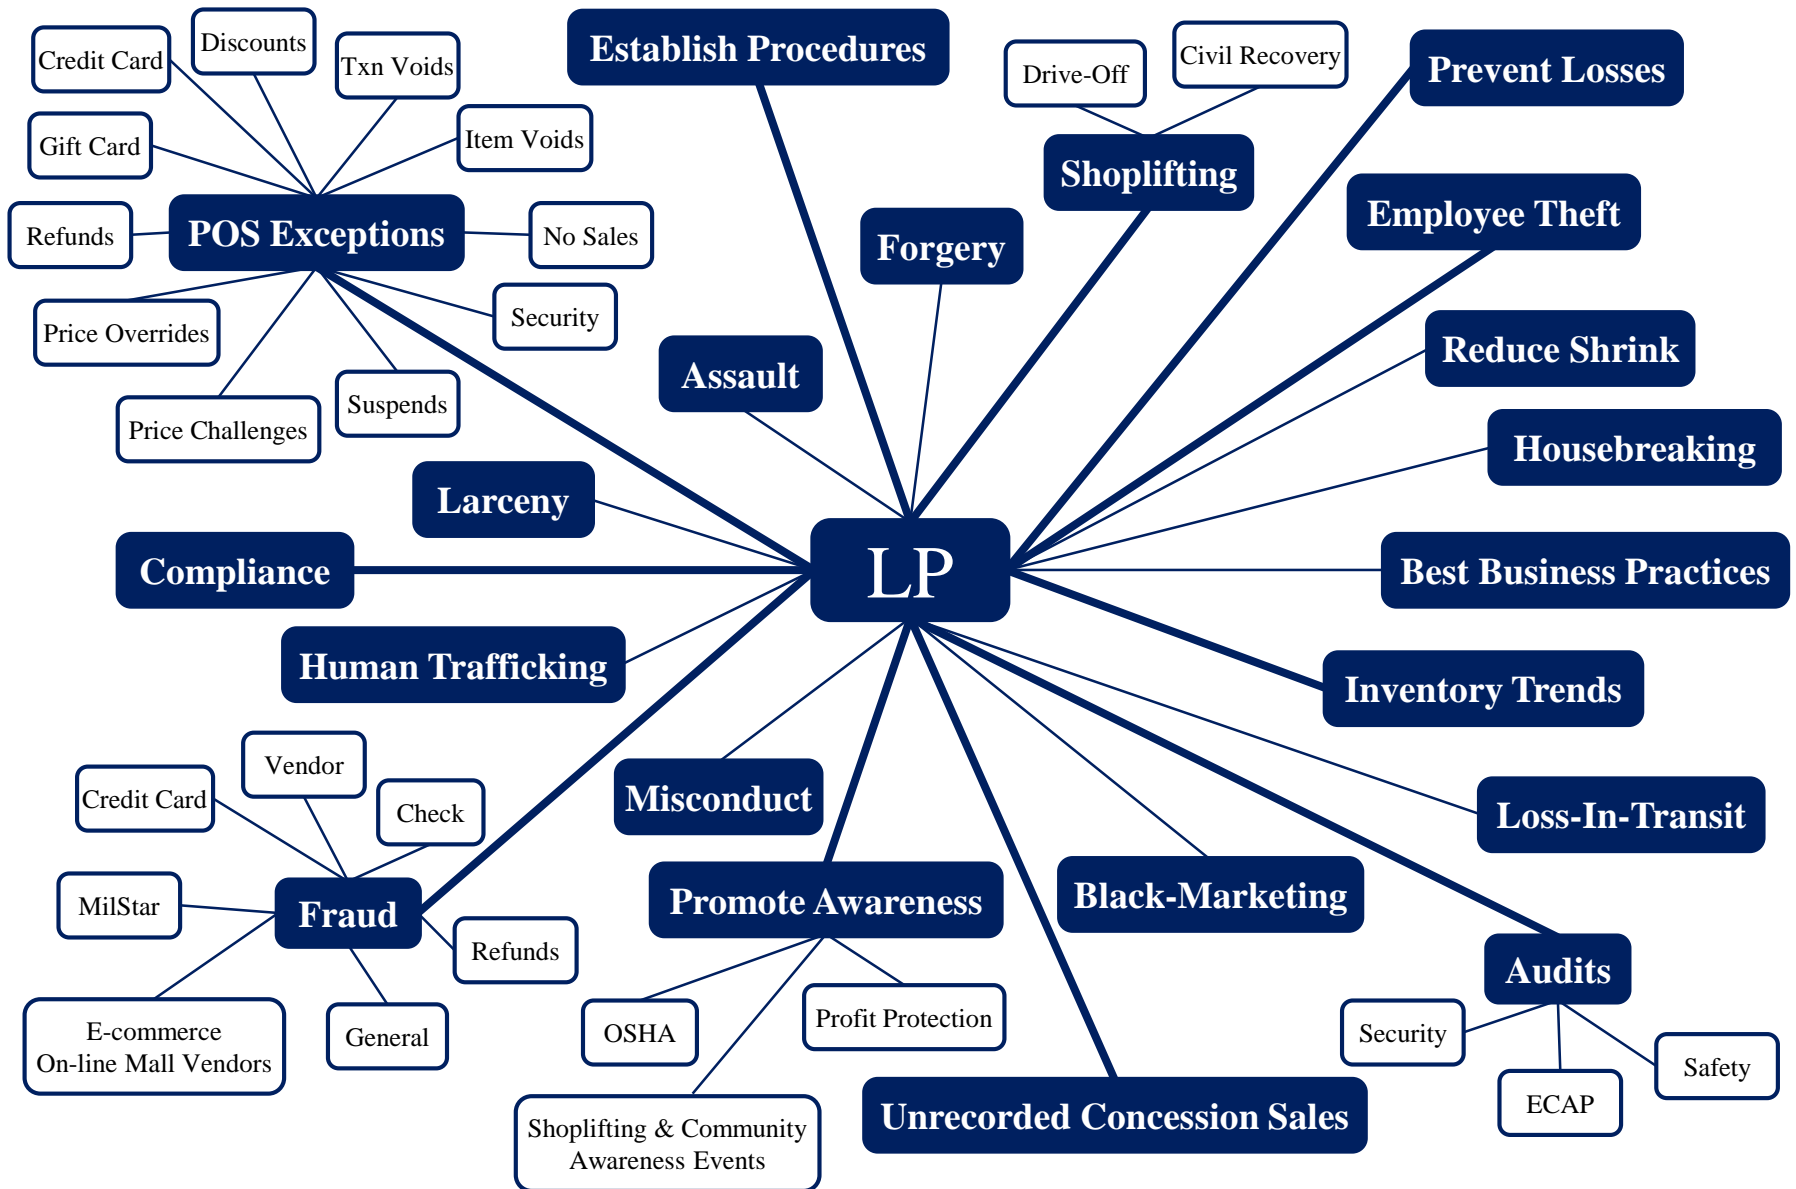 Establish Procedures
Discounts
Credit Card
Txn Voids
Civil Recovery
Drive-Off
Prevent Losses
Gift Card
Item Voids
Shoplifting
Employee Theft
Refunds
POS Exceptions
No Sales
Forgery
Price Overrides
Security
Reduce Shrink
Assault
Suspends
Price Challenges
Housebreaking
Larceny
Compliance
LP
Best Business Practices
Human Trafficking
Inventory Trends
Vendor
Credit Card
Check
Misconduct
Loss-In-Transit
MilStar
Fraud
Promote Awareness
Black-Marketing
Refunds
Audits
E-commerce
On-line Mall Vendors
General
OSHA
Profit Protection
Security
Safety
ECAP
Unrecorded Concession Sales
Shoplifting & Community
Awareness Events